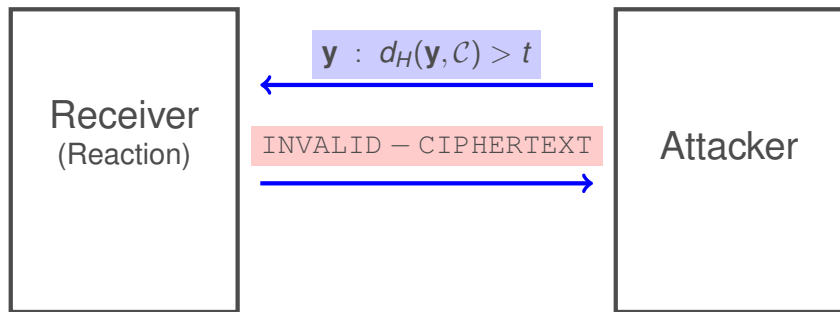 y : d_H(y, C) > t
Receiver
(Reaction)
INVALID − CIPHERTEXT
Attacker